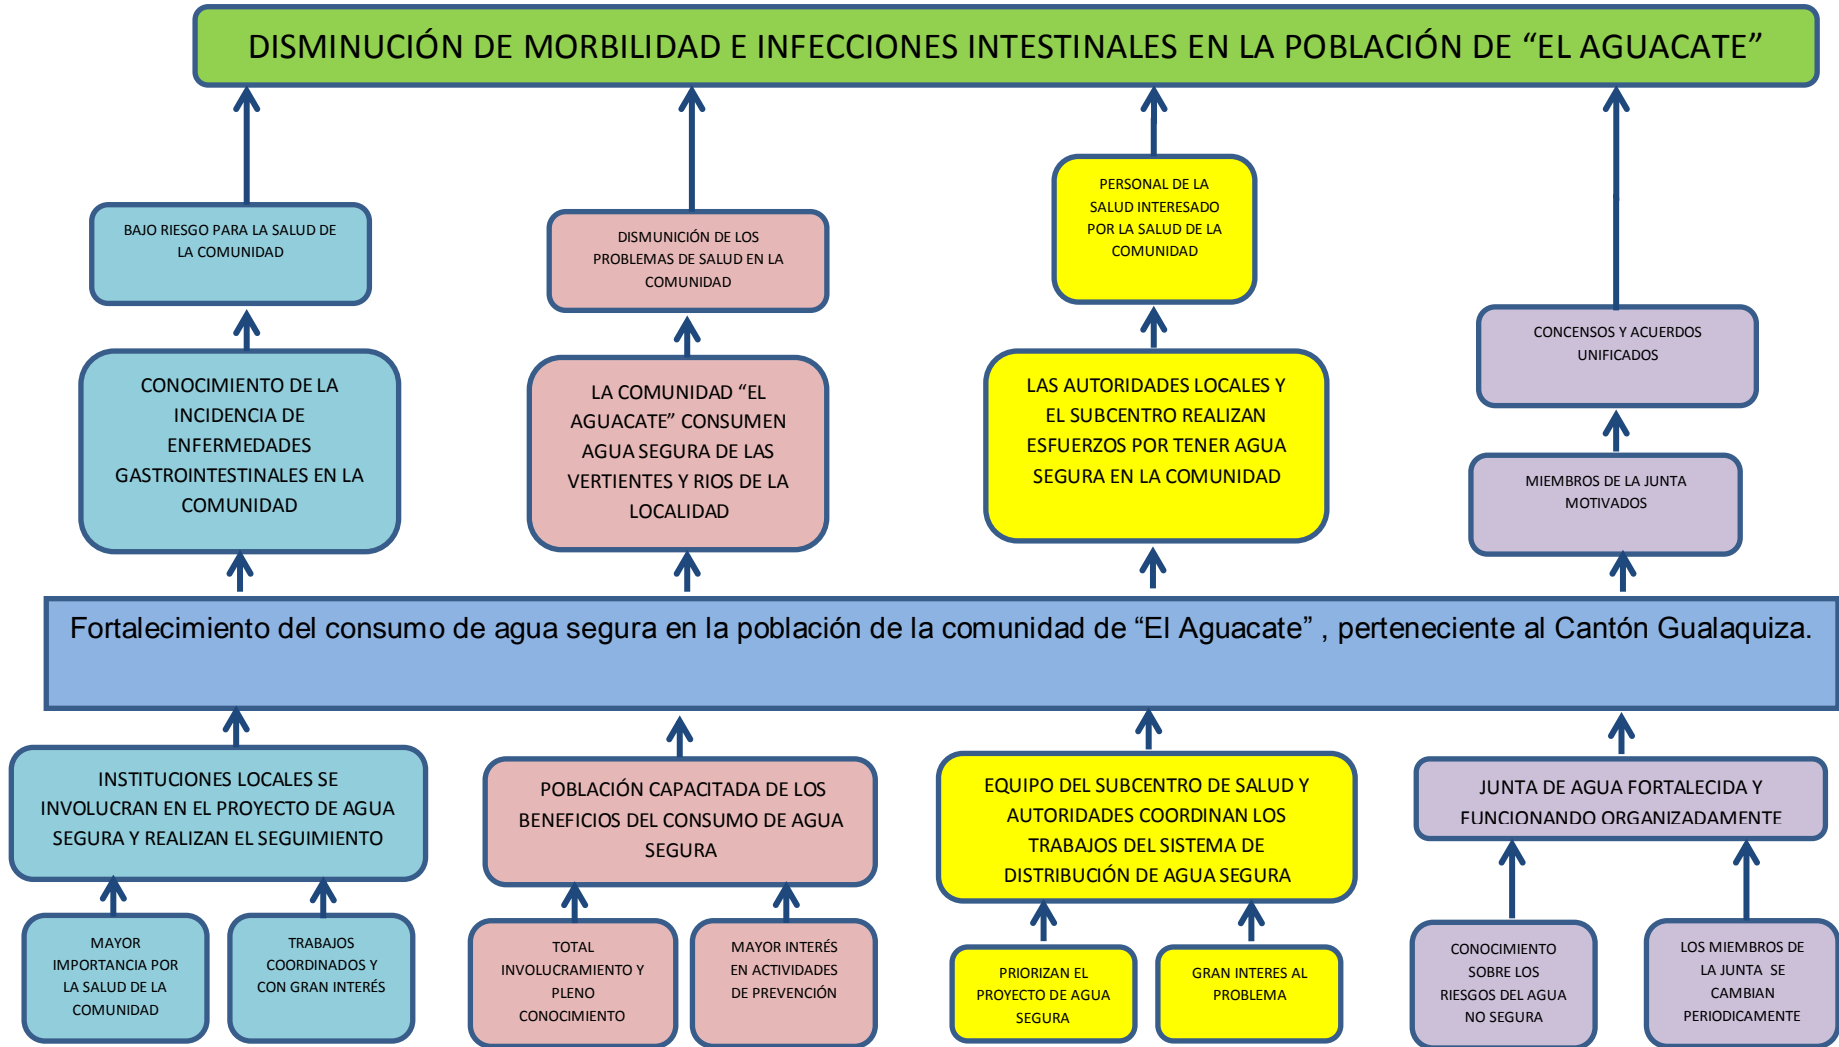 DISMINUCIÓN DE MORBILIDAD E INFECCIONES INTESTINALES EN LA POBLACIÓN DE “EL AGUACATE”
BAJO RIESGO PARA LA SALUD DE
LA COMUNIDAD
DISMUNICIÓN DE LOS
PROBLEMAS DE SALUD EN LA
COMUNIDAD
PERSONAL DE LA
SALUD INTERESADO
POR LA SALUD DE LA
COMUNIDAD
CONCENSOS Y ACUERDOS
UNIFICADOS
CONOCIMIENTO DE LA
INCIDENCIA DE
ENFERMEDADES
GASTROINTESTINALES EN LA
COMUNIDAD
LA COMUNIDAD “EL
AGUACATE” CONSUMEN
AGUA SEGURA DE LAS
VERTIENTES Y RIOS DE LA
LOCALIDAD
LAS AUTORIDADES LOCALES Y
EL SUBCENTRO REALIZAN
ESFUERZOS POR TENER AGUA
SEGURA EN LA COMUNIDAD
MIEMBROS DE LA JUNTA
MOTIVADOS
Fortalecimiento del consumo de agua segura en la población de la comunidad de “El Aguacate” , perteneciente al Cantón Gualaquiza.
INSTITUCIONES LOCALES SE
INVOLUCRAN EN EL PROYECTO DE AGUA
SEGURA Y REALIZAN EL SEGUIMIENTO
POBLACIÓN CAPACITADA DE LOS
BENEFICIOS DEL CONSUMO DE AGUA
SEGURA
EQUIPO DEL SUBCENTRO DE SALUD Y
AUTORIDADES COORDINAN LOS
TRABAJOS DEL SISTEMA DE
DISTRIBUCIÓN DE AGUA SEGURA
JUNTA DE AGUA FORTALECIDA Y
FUNCIONANDO ORGANIZADAMENTE
MAYOR
IMPORTANCIA POR
LA SALUD DE LA
COMUNIDAD
TRABAJOS
COORDINADOS Y
CON GRAN INTERÉS
TOTAL
INVOLUCRAMIENTO Y
PLENO
CONOCIMIENTO
MAYOR INTERÉS
EN ACTIVIDADES
DE PREVENCIÓN
PRIORIZAN EL
PROYECTO DE AGUA
SEGURA
GRAN INTERES AL
PROBLEMA
CONOCIMIENTO
SOBRE LOS
RIESGOS DEL AGUA
NO SEGURA
LOS MIEMBROS DE
LA JUNTA SE
CAMBIAN
PERIODICAMENTE